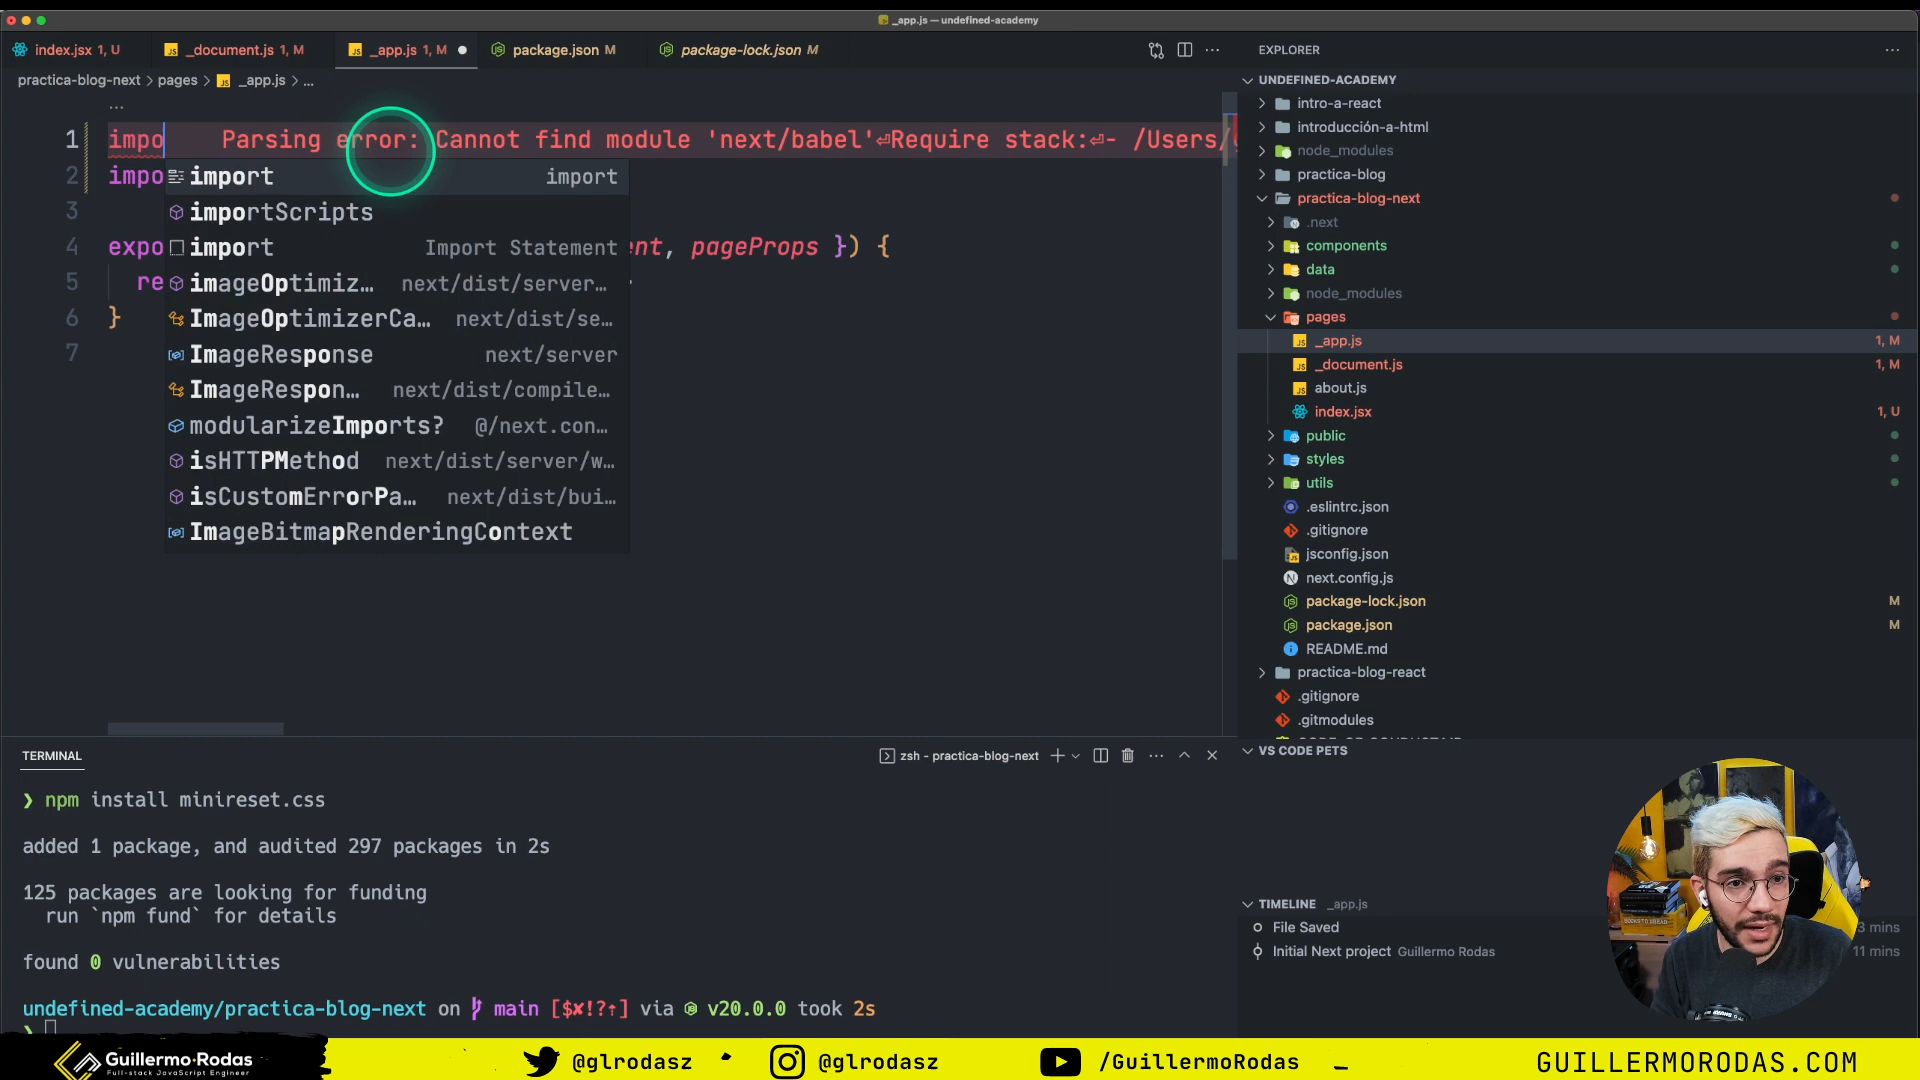 _app.js — undefined-academy
index.jsx 1, U
_document.js 1, M
_app.js 1, M
package.json M
package-lock.json M
EXPLORER
practica-blog-next > pages > _app.js > ...
UNDEFINED-ACADEMY
1 impo Parsing error: Cannot find module 'next/babel'⏎Require stack:⏎- /Users/
2 impo
3
4 expo nt, pageProps }) {
5 re
6 }
7
import import
importScripts
import Import Statement
imageOptimiz… next/dist/server…
ImageOptimizerCa… next/dist/se…
ImageResponse next/server
ImageRespon… next/dist/compile…
modularizeImports? @/next.con…
isHTTPMethod next/dist/server/w…
isCustomErrorPa… next/dist/bui…
ImageBitmapRenderingContext
intro-a-react
introducción-a-html
node_modules
practica-blog
practica-blog-next
.next
components
data
node_modules
pages
_app.js 1, M
_document.js 1, M
about.js
index.jsx 1, U
public
styles
utils
.eslintrc.json
.gitignore
jsconfig.json
next.config.js
package-lock.json M
package.json M
README.md
practica-blog-react
.gitignore
.gitmodules
VS CODE PETS
TIMELINE _app.js
File Saved 3 mins
Initial Next project Guillermo Rodas 11 mins
TERMINAL
zsh - practica-blog-next
❯ npm install minireset.css
added 1 package, and audited 297 packages in 2s
125 packages are looking for funding
run `npm fund` for details
found 0 vulnerabilities
undefined-academy/practica-blog-next on main [$✘!?⇡] via v20.0.0 took 2s
❯
Guillermo·Rodas
Full-stack JavaScript Engineer
@glrodasz
@glrodasz
/GuillermoRodas
GUILLERMORODAS.COM